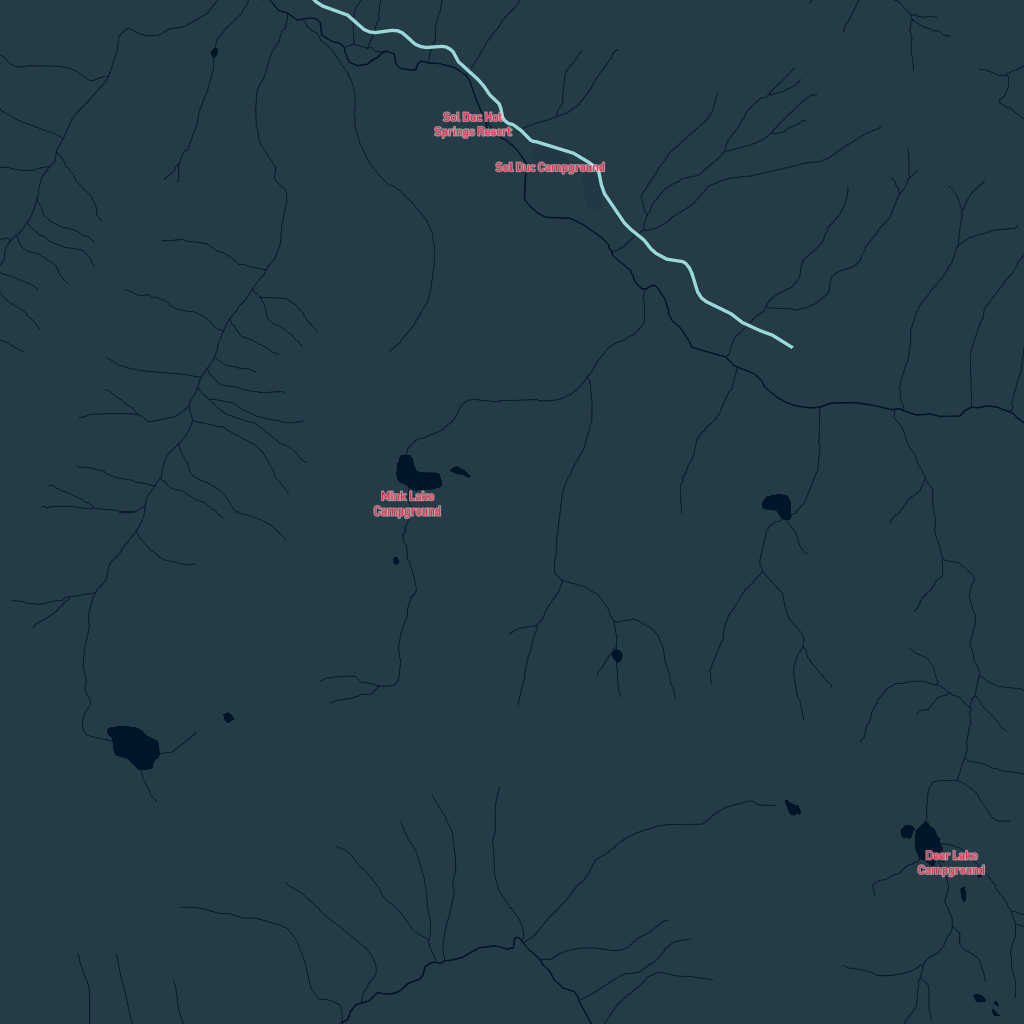 Sol Duc Hot
Springs Resort
Sol Duc Campground
Mink Lake
Campground
Deer Lake
Campground